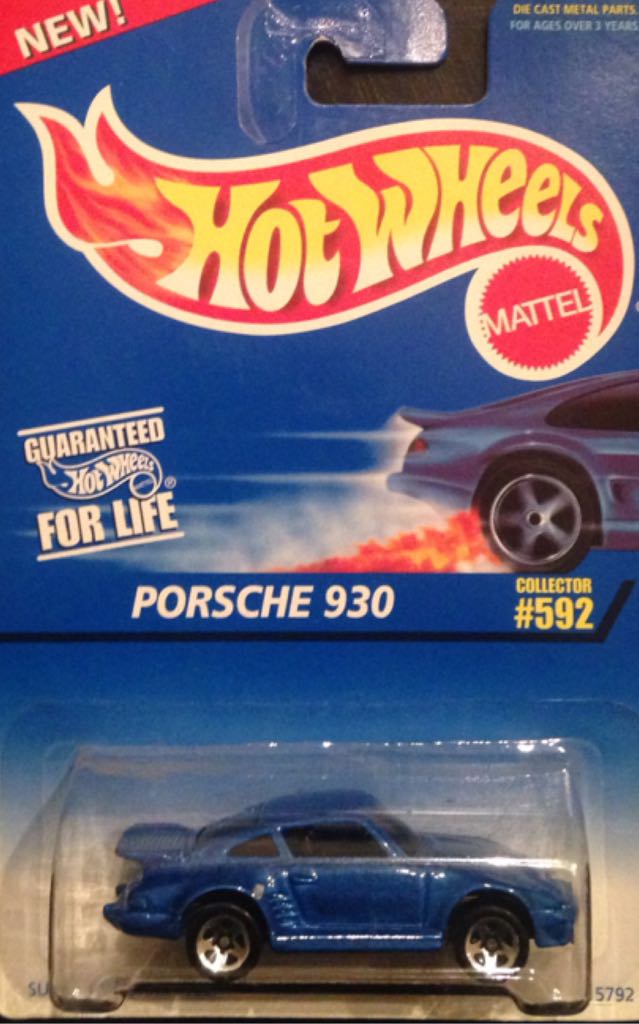 NEW!
DIE CAST METAL PARTS.
FOR AGES OVER 3 YEARS
HOT WHEELS
MATTEL
GUARANTEED
HOT WHEELS
®
FOR LIFE
PORSCHE 930
COLLECTOR
#592
SU
5792